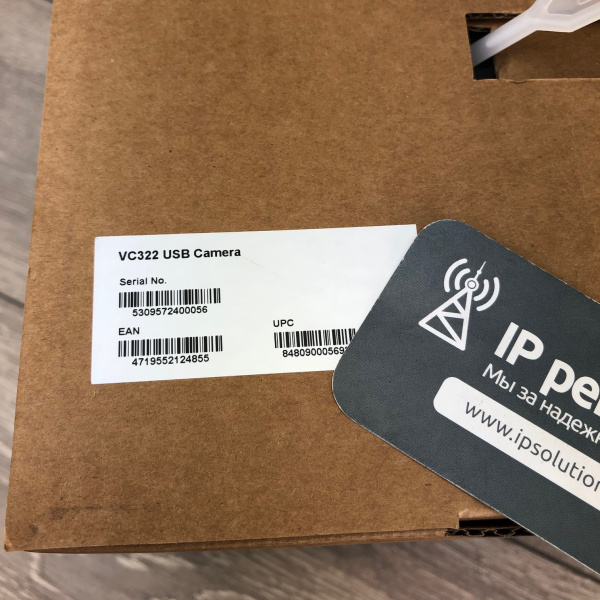 VC322 USB Camera
Serial No.
5309572400056
EAN
4719552124855
UPC
IP
Мы за
www.ipsolution